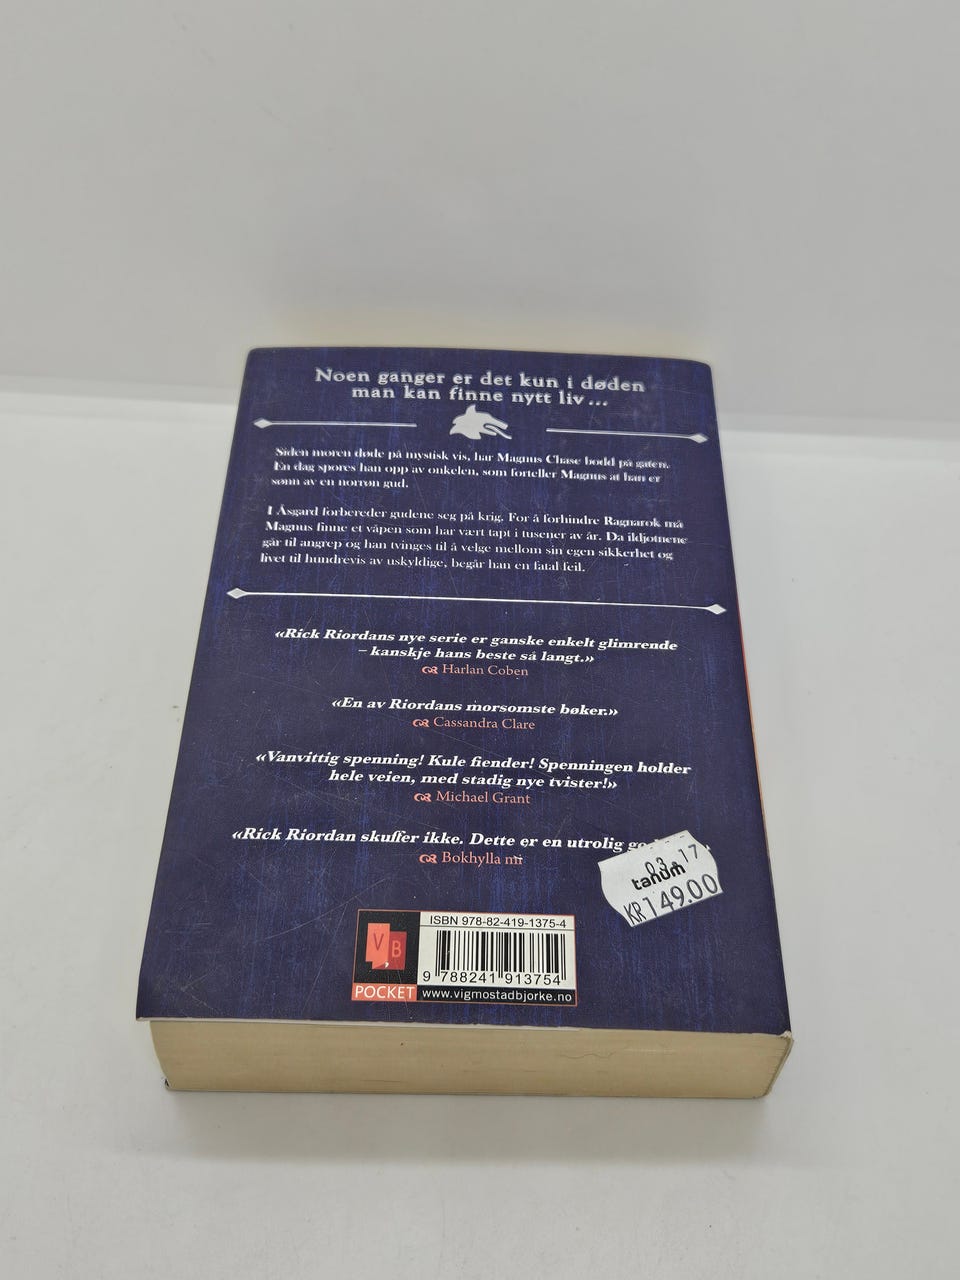 Noen ganger er det kun i døden
man kan finne nytt liv...
Siden moren døde på mystisk vis, har Magnus Chase bodd på gaten.
En dag spores han opp av onkelen, som forteller Magnus at han er
sønn av en norrøn gud.
I Åsgard forbereder gudene seg på krig. For å forhindre Ragnarok må
Magnus finne et våpen som har vært tapt i tusener av år. Da ildjotnene
går til angrep og han tvinges til å velge mellom sin egen sikkerhet og
livet til hundrevis av uskyldige, begår han en fatal feil.
«Rick Riordans nye serie er ganske enkelt glimrende
– kanskje hans beste så langt.»
Harlan Coben
«En av Riordans morsomste bøker.»
Cassandra Clare
«Vanvittig spenning! Kule fiender! Spenningen holder
hele veien, med stadig nye tvister!»
Michael Grant
«Rick Riordan skuffer ikke. Dette er en utrolig
Bokhylla mi
03.17
tanum
KR149.00
V
B
POCKET
ISBN 978-82-419-1375-4
9 788241 913754
www.vigmostadbjorke.no